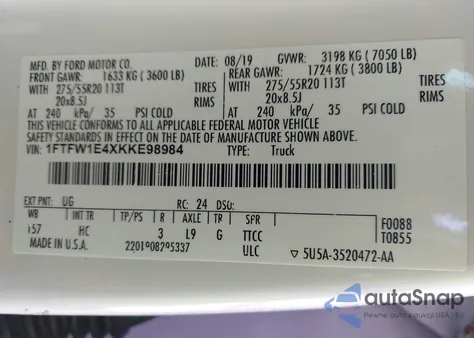 MFD. BY FORD MOTOR CO.
DATE: 08/19 GVWR: 3198 KG ( 7050 LB)
FRONT GAWR: 1633 KG ( 3600 LB) REAR GAWR: 1724 KG ( 3800 LB)
WITH TIRES WITH TIRES
275/55R20 113T 275/55R20 113T
20x8.5J RIMS 20x8.5J RIMS
AT 240 kPa/ 35 PSI COLD AT 240 kPa/ 35 PSI COLD
THIS VEHICLE CONFORMS TO ALL APPLICABLE FEDERAL MOTOR VEHICLE
SAFETY STANDARDS IN EFFECT ON THE DATE OF MANUFACTURE SHOWN ABOVE.
VIN: 1FTFW1E4XKKE98984 TYPE: Truck
EXT PNT: UG RC: 24 DSO:
WB INT TR TP/PS R AXLE TR SPR F0088
157 HC 3 L9 G TTCC T0855
MADE IN U.S.A. 2201908295337 ULC ▽ 5U5A-3520472-AA
autoSnap
Pewne zakupy z USA